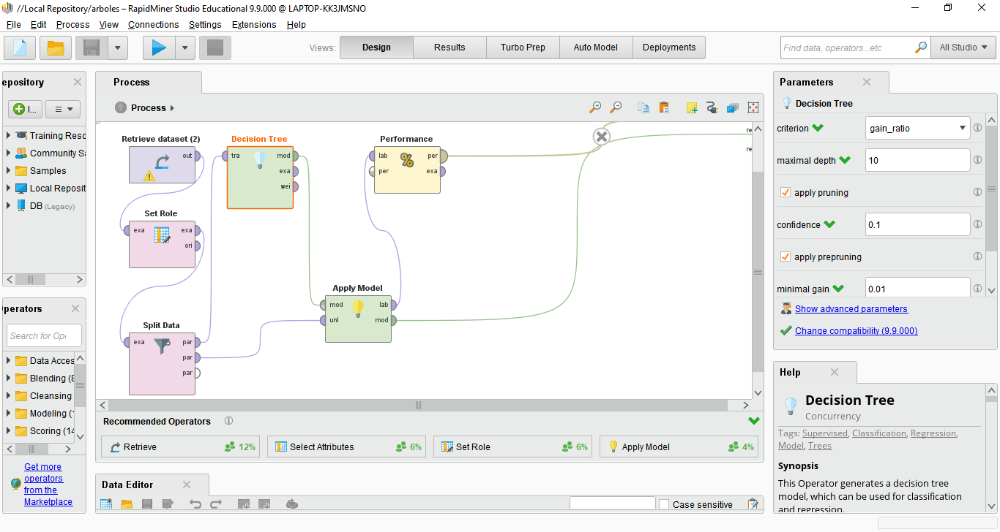 //Local Repository/arboles – RapidMiner Studio Educational 9.9.000 @ LAPTOP-KK3JMSNO
File Edit Process View Connections Settings Extensions Help
Views: Design Results Turbo Prep Auto Model Deployments
Find data, operators...etc
All Studio
epository
I...
Training Reso
Community Sa
Samples
Local Reposit
DB (Legacy)
perators
Search for Op
Data Acces
Blending (8
Cleansing
Modeling (1
Scoring (14
Get more
operators
from the
Marketplace
Process
Process
Retrieve dataset (2)
out
Set Role
exa exa
ori
Split Data
exa par
par
par
Decision Tree
tra mod
exa
wei
Apply Model
mod lab
unl mod
Performance
lab % per
per exa
re
re
Recommended Operators
Retrieve 12%
Select Attributes 6%
Set Role 6%
Apply Model 4%
Data Editor
Case sensitive
Parameters
Decision Tree
criterion gain_ratio
maximal depth 10
apply pruning
confidence 0.1
apply prepruning
minimal gain 0.01
Show advanced parameters
Change compatibility (9.9.000)
Help
Decision Tree
Concurrency
Tags: Supervised, Classification, Regression,
Model, Trees
Synopsis
This Operator generates a decision tree
model, which can be used for classification
and regression.